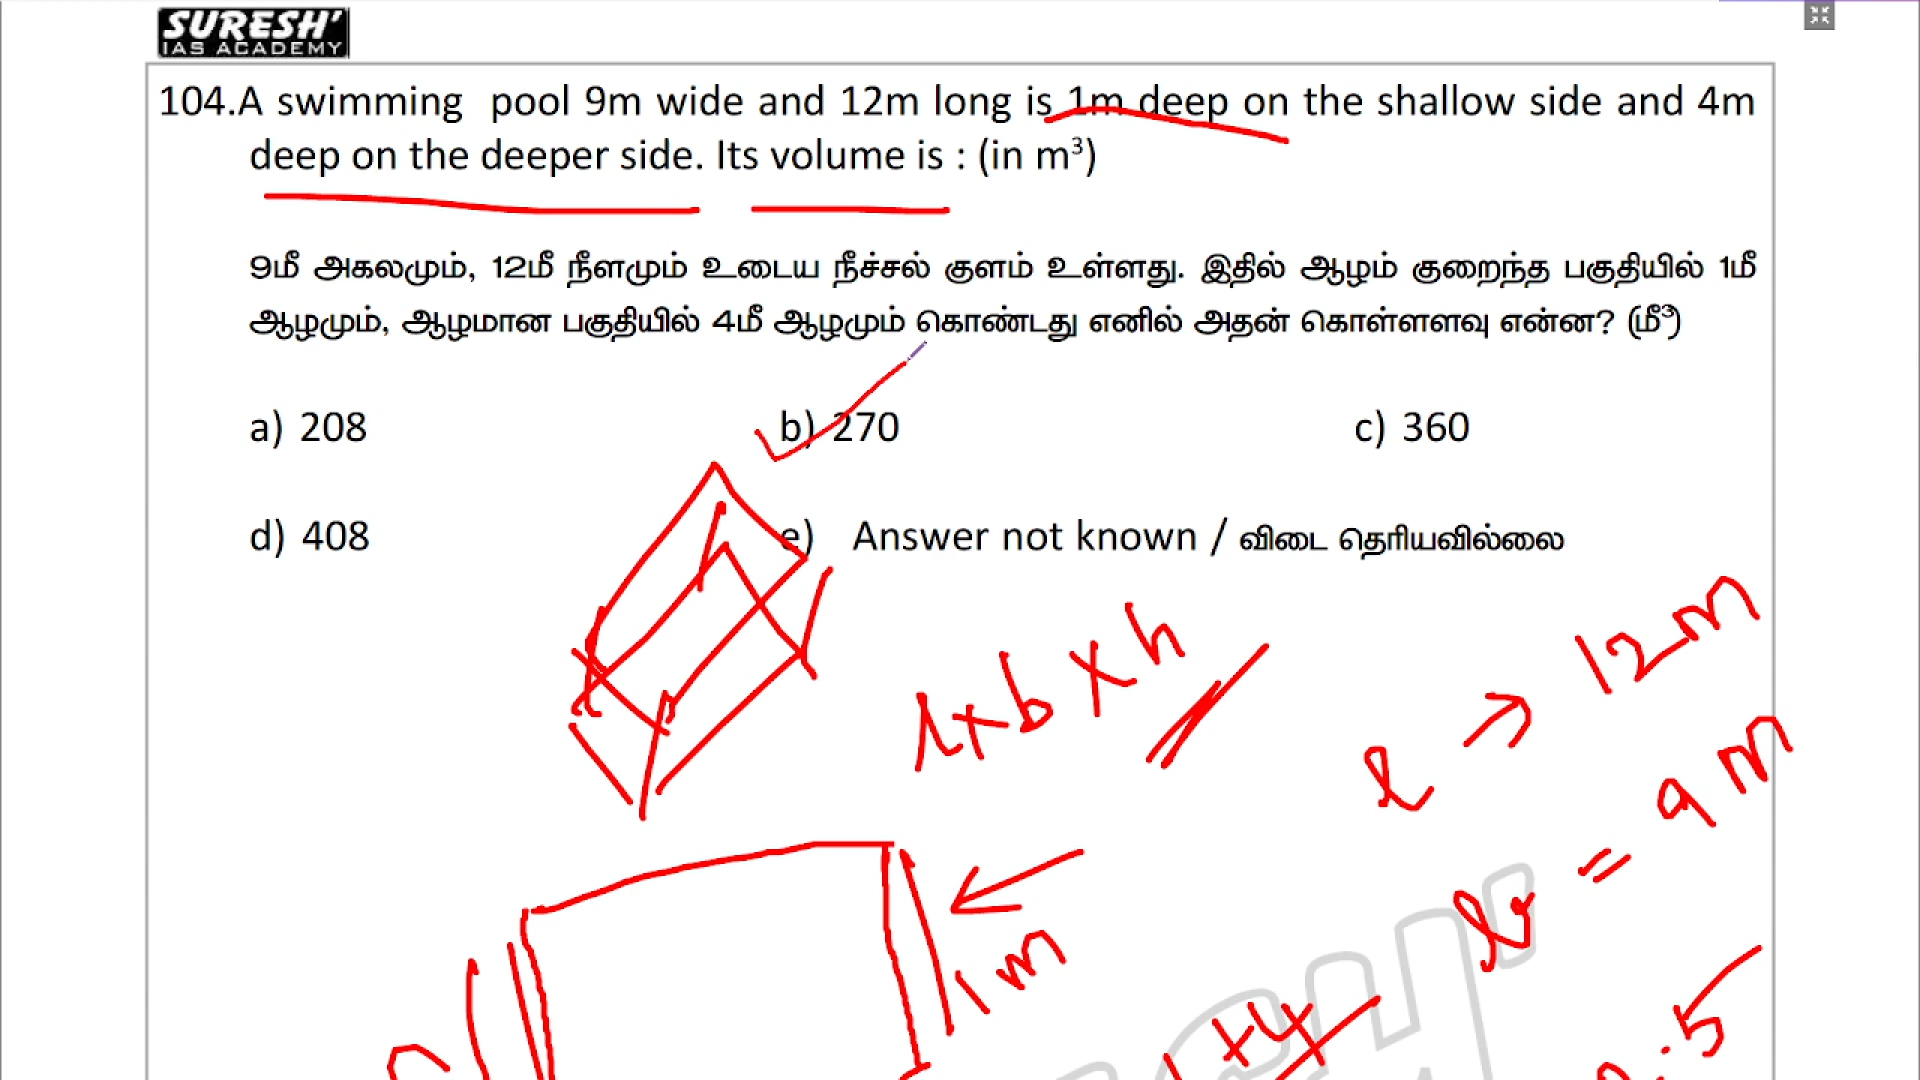 SURESH'
IAS ACADEMY
104.A swimming pool 9m wide and 12m long is 1m deep on the shallow side and 4m
deep on the deeper side. Its volume is : (in m³)
9மீ அகலமும், 12மீ நீளமும் உடைய நீச்சல் குளம் உள்ளது. இதில் ஆழம் குறைந்த பகுதியில் 1மீ
ஆழமும், ஆழமான பகுதியில் 4மீ ஆழமும் கொண்டது எனில் அதன் கொள்ளளவு என்ன? (மீ³)
a) 208 b) 270 c) 360
d) 408 e) Answer not known / விடை தெரியவில்லை
l x b x h
l → 12m
b = 9m
1m
1+4